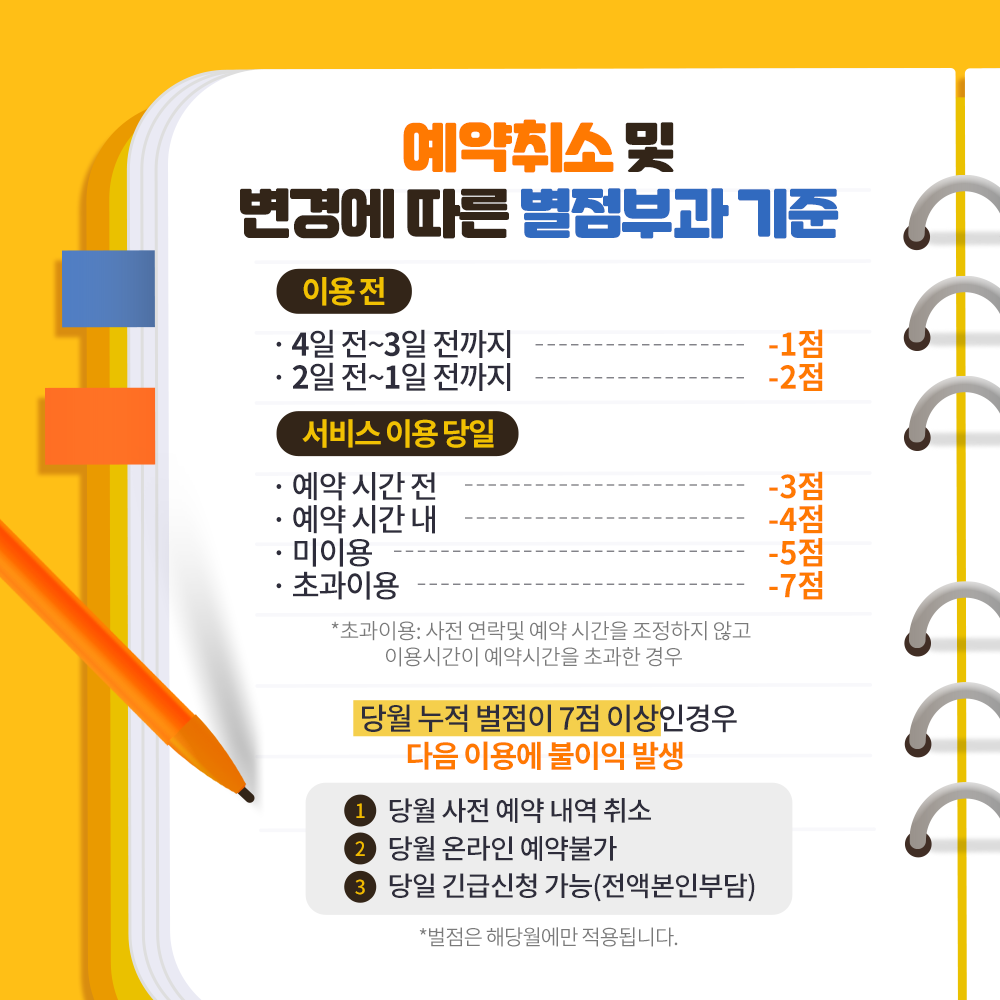 예약취소 및
변경에 따른 별점부과 기준
이용 전
· 4일 전~3일 전까지 -1점
· 2일 전~1일 전까지 -2점
서비스 이용 당일
· 예약 시간 전 -3점
· 예약 시간 내 -4점
· 미이용 -5점
· 초과이용 -7점
*초과이용: 사전 연락및 예약 시간을 조정하지 않고
이용시간이 예약시간을 초과한 경우
당월 누적 벌점이 7점 이상인경우
다음 이용에 불이익 발생
1 당월 사전 예약 내역 취소
2 당월 온라인 예약불가
3 당일 긴급신청 가능(전액본인부담)
*벌점은 해당월에만 적용됩니다.